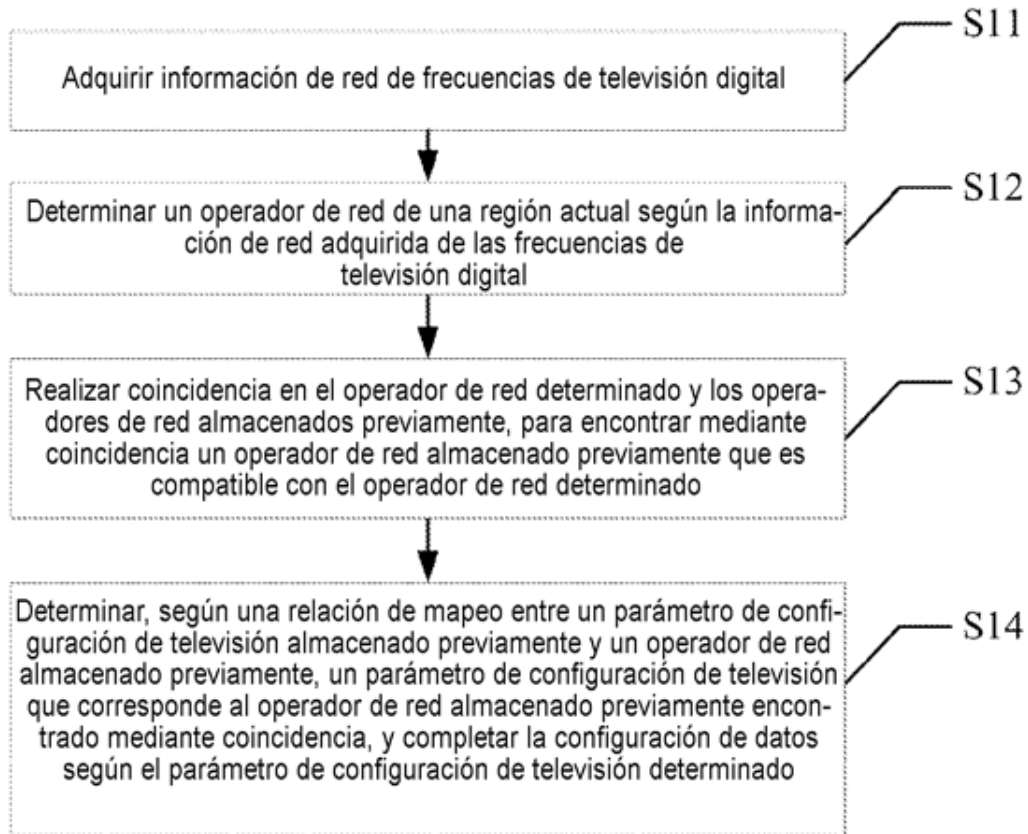 S11
Adquirir información de red de frecuencias de televisión digital
S12
Determinar un operador de red de una región actual según la informa-
ción de red adquirida de las frecuencias de
televisión digital
S13
Realizar coincidencia en el operador de red determinado y los opera-
dores de red almacenados previamente, para encontrar mediante
coincidencia un operador de red almacenado previamente que es
compatible con el operador de red determinado
S14
Determinar, según una relación de mapeo entre un parámetro de confi-
guración de televisión almacenado previamente y un operador de red
almacenado previamente, un parámetro de configuración de televisión
que corresponde al operador de red almacenado previamente encon-
trado mediante coincidencia, y completar la configuración de datos
según el parámetro de configuración de televisión determinado